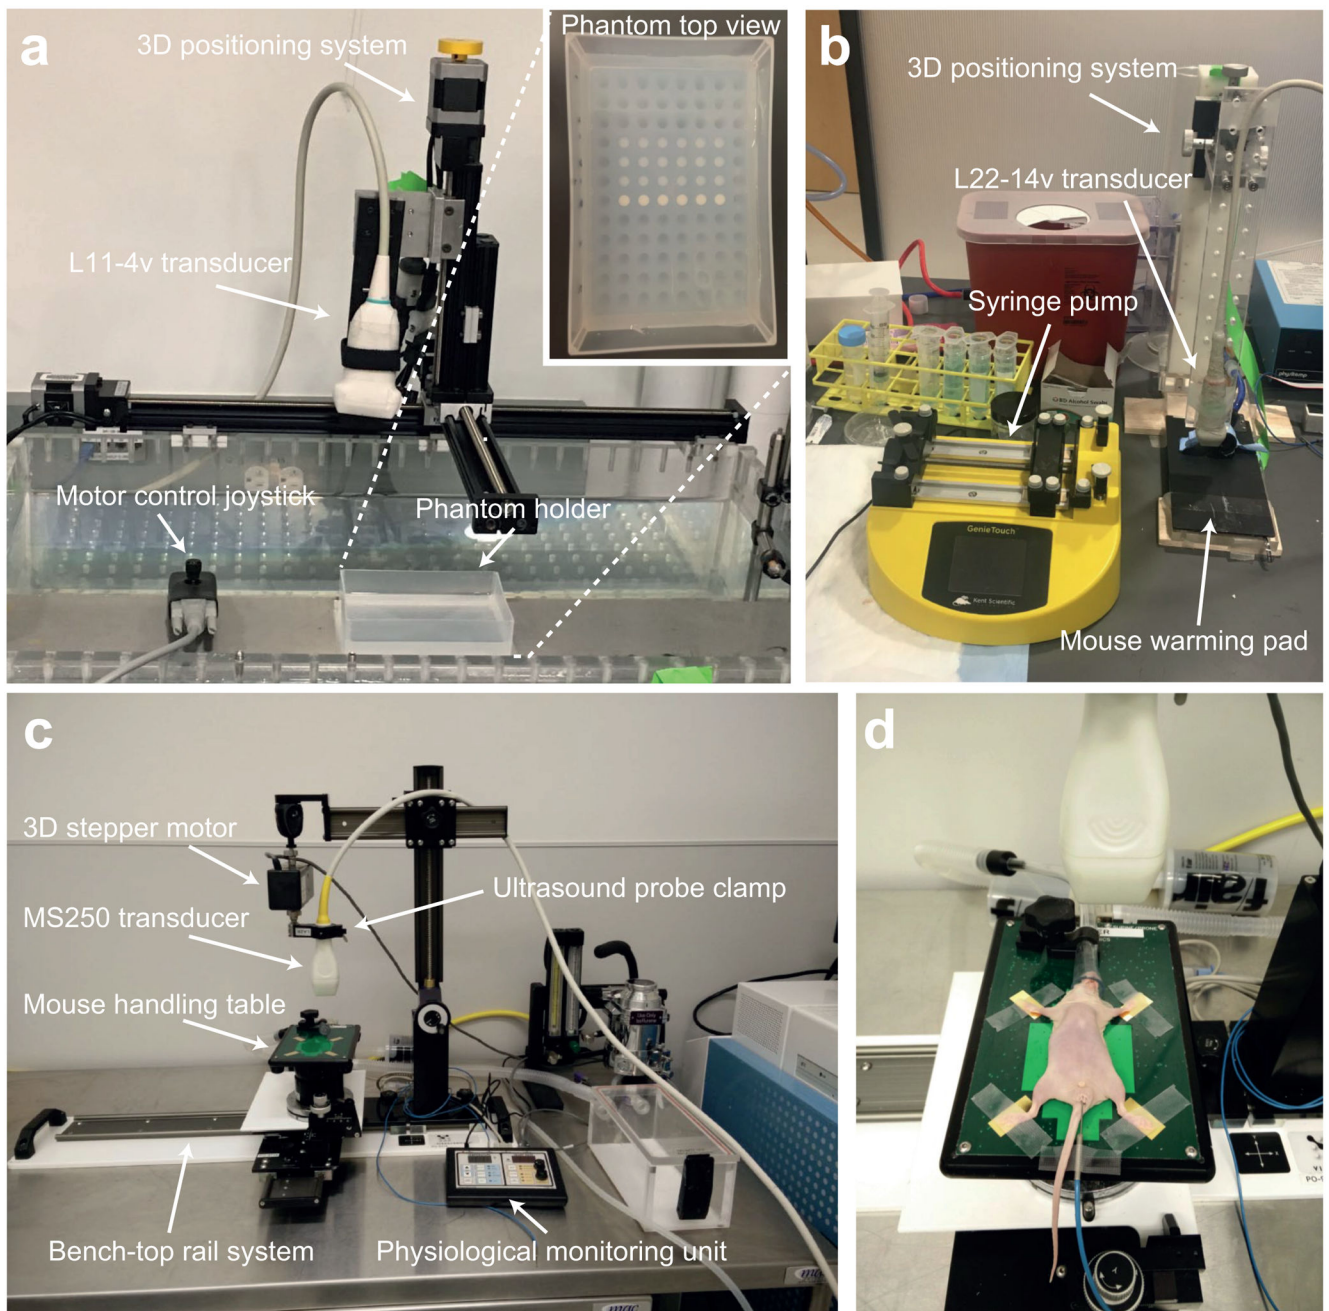 a
3D positioning system
Phantom top view
L11-4v transducer
Motor control joystick
Phantom holder
b
3D positioning system
L22-14v transducer
Syringe pump
GenieTouch
Kent Scientific
Mouse warming pad
c
3D stepper motor
MS250 transducer
Ultrasound probe clamp
Mouse handling table
Bench-top rail system
Physiological monitoring unit
d